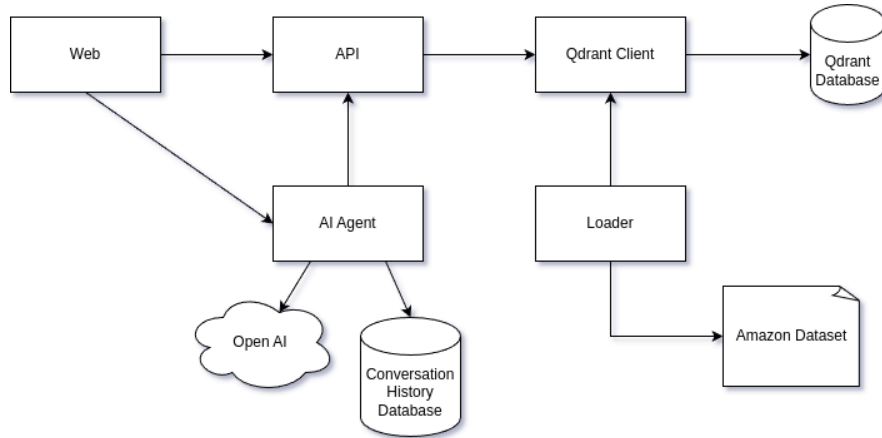 Web
API
Qdrant Client
Qdrant
Database
AI Agent
Loader
Open AI
Conversation
History
Database
Amazon Dataset